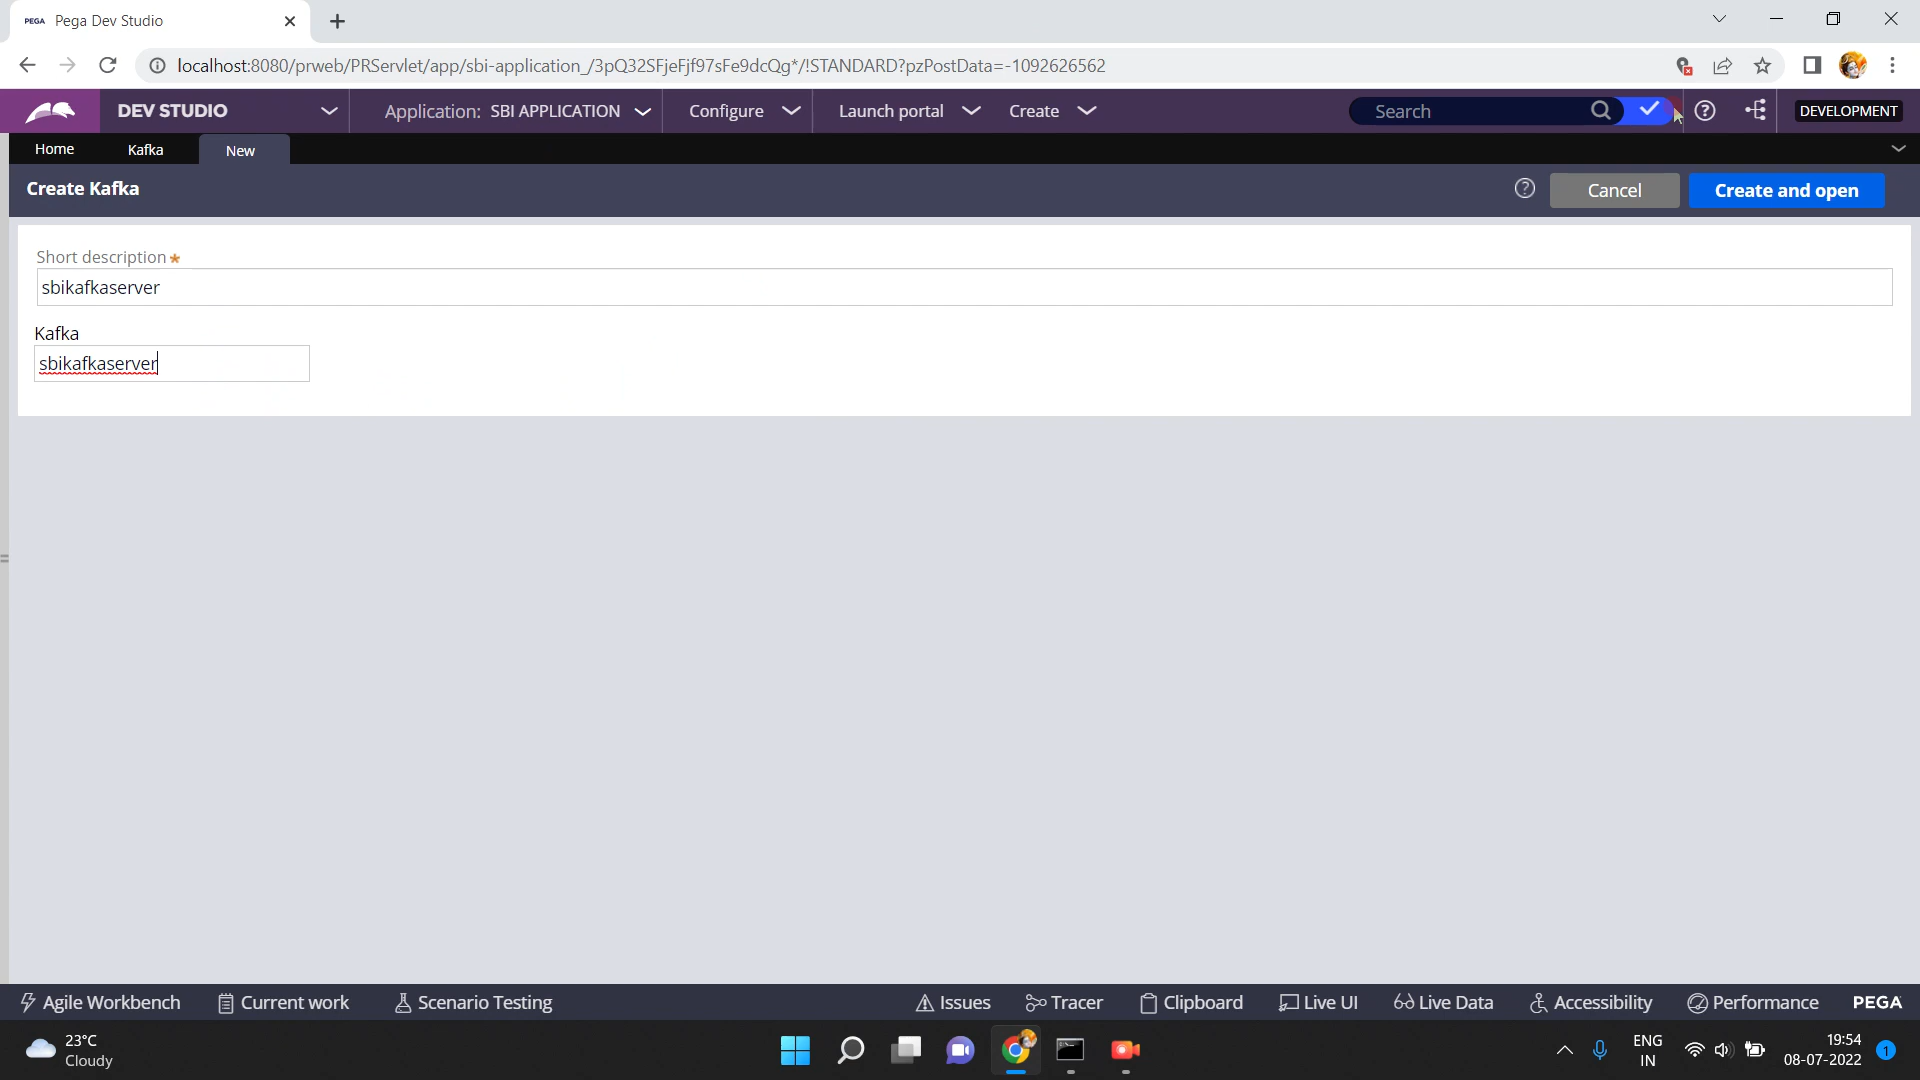 PEGA Pega Dev Studio
localhost:8080/prweb/PRServlet/app/sbi-application_/3pQ32SFjeFjf97sFe9dcQg*/!STANDARD?pzPostData=-1092626562
DEV STUDIO Application: SBI APPLICATION Configure Launch portal Create Search DEVELOPMENT
Home Kafka New
Create Kafka Cancel Create and open
Short description*
sbikafkaserver
Kafka
sbikafkaserver
Agile Workbench Current work Scenario Testing Issues Tracer Clipboard Live UI Live Data Accessibility Performance PEGA
23°C ENG 19:54
Cloudy IN 08-07-2022 1